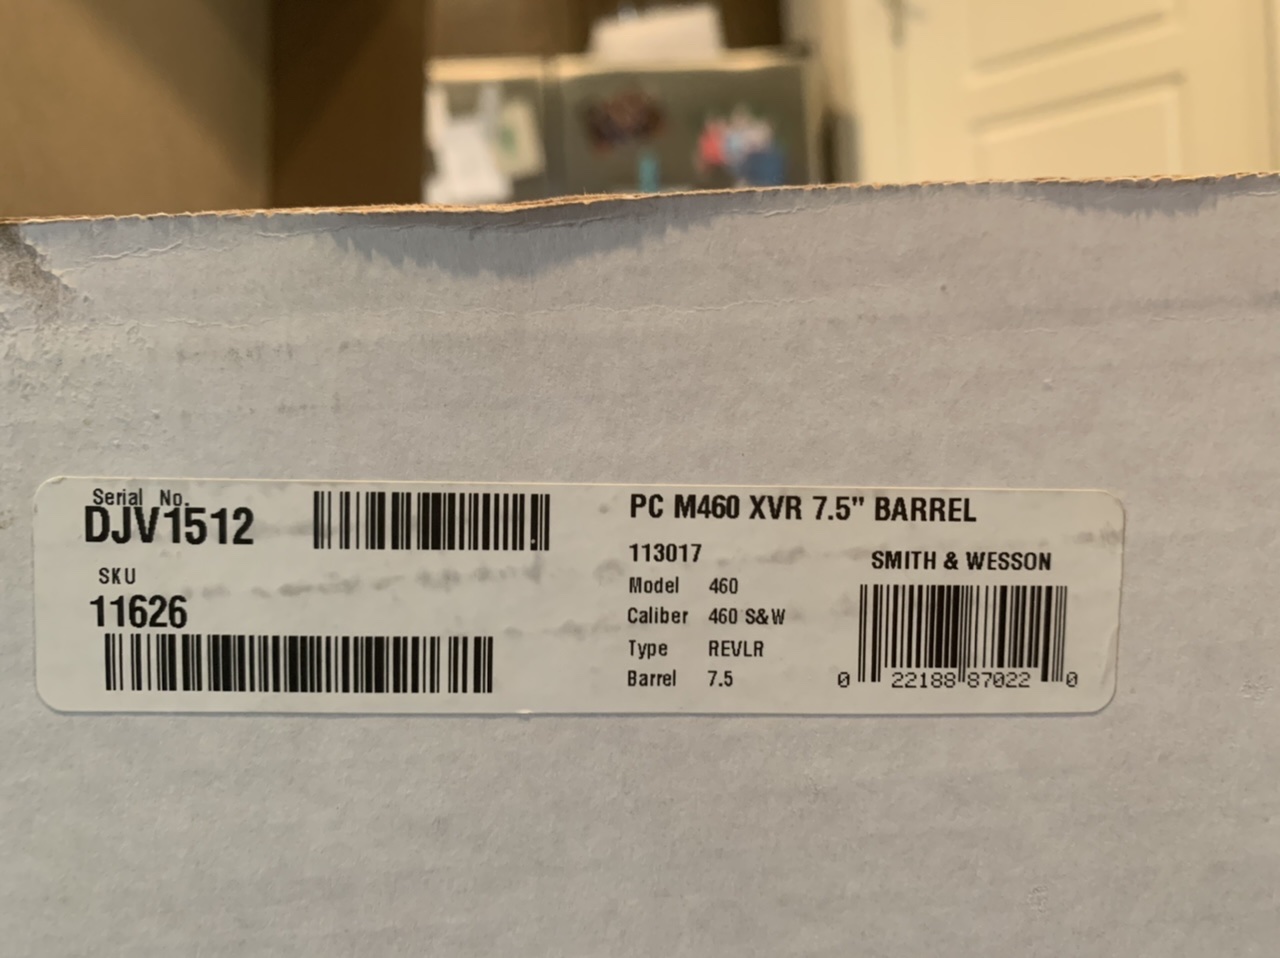 Serial No.
DJV1512
SKU
11626
PC M460 XVR 7.5" BARREL
113017
SMITH & WESSON
Model 460
Caliber 460 S&W
Type REVLR
Barrel 7.5
0 22188 87022 0